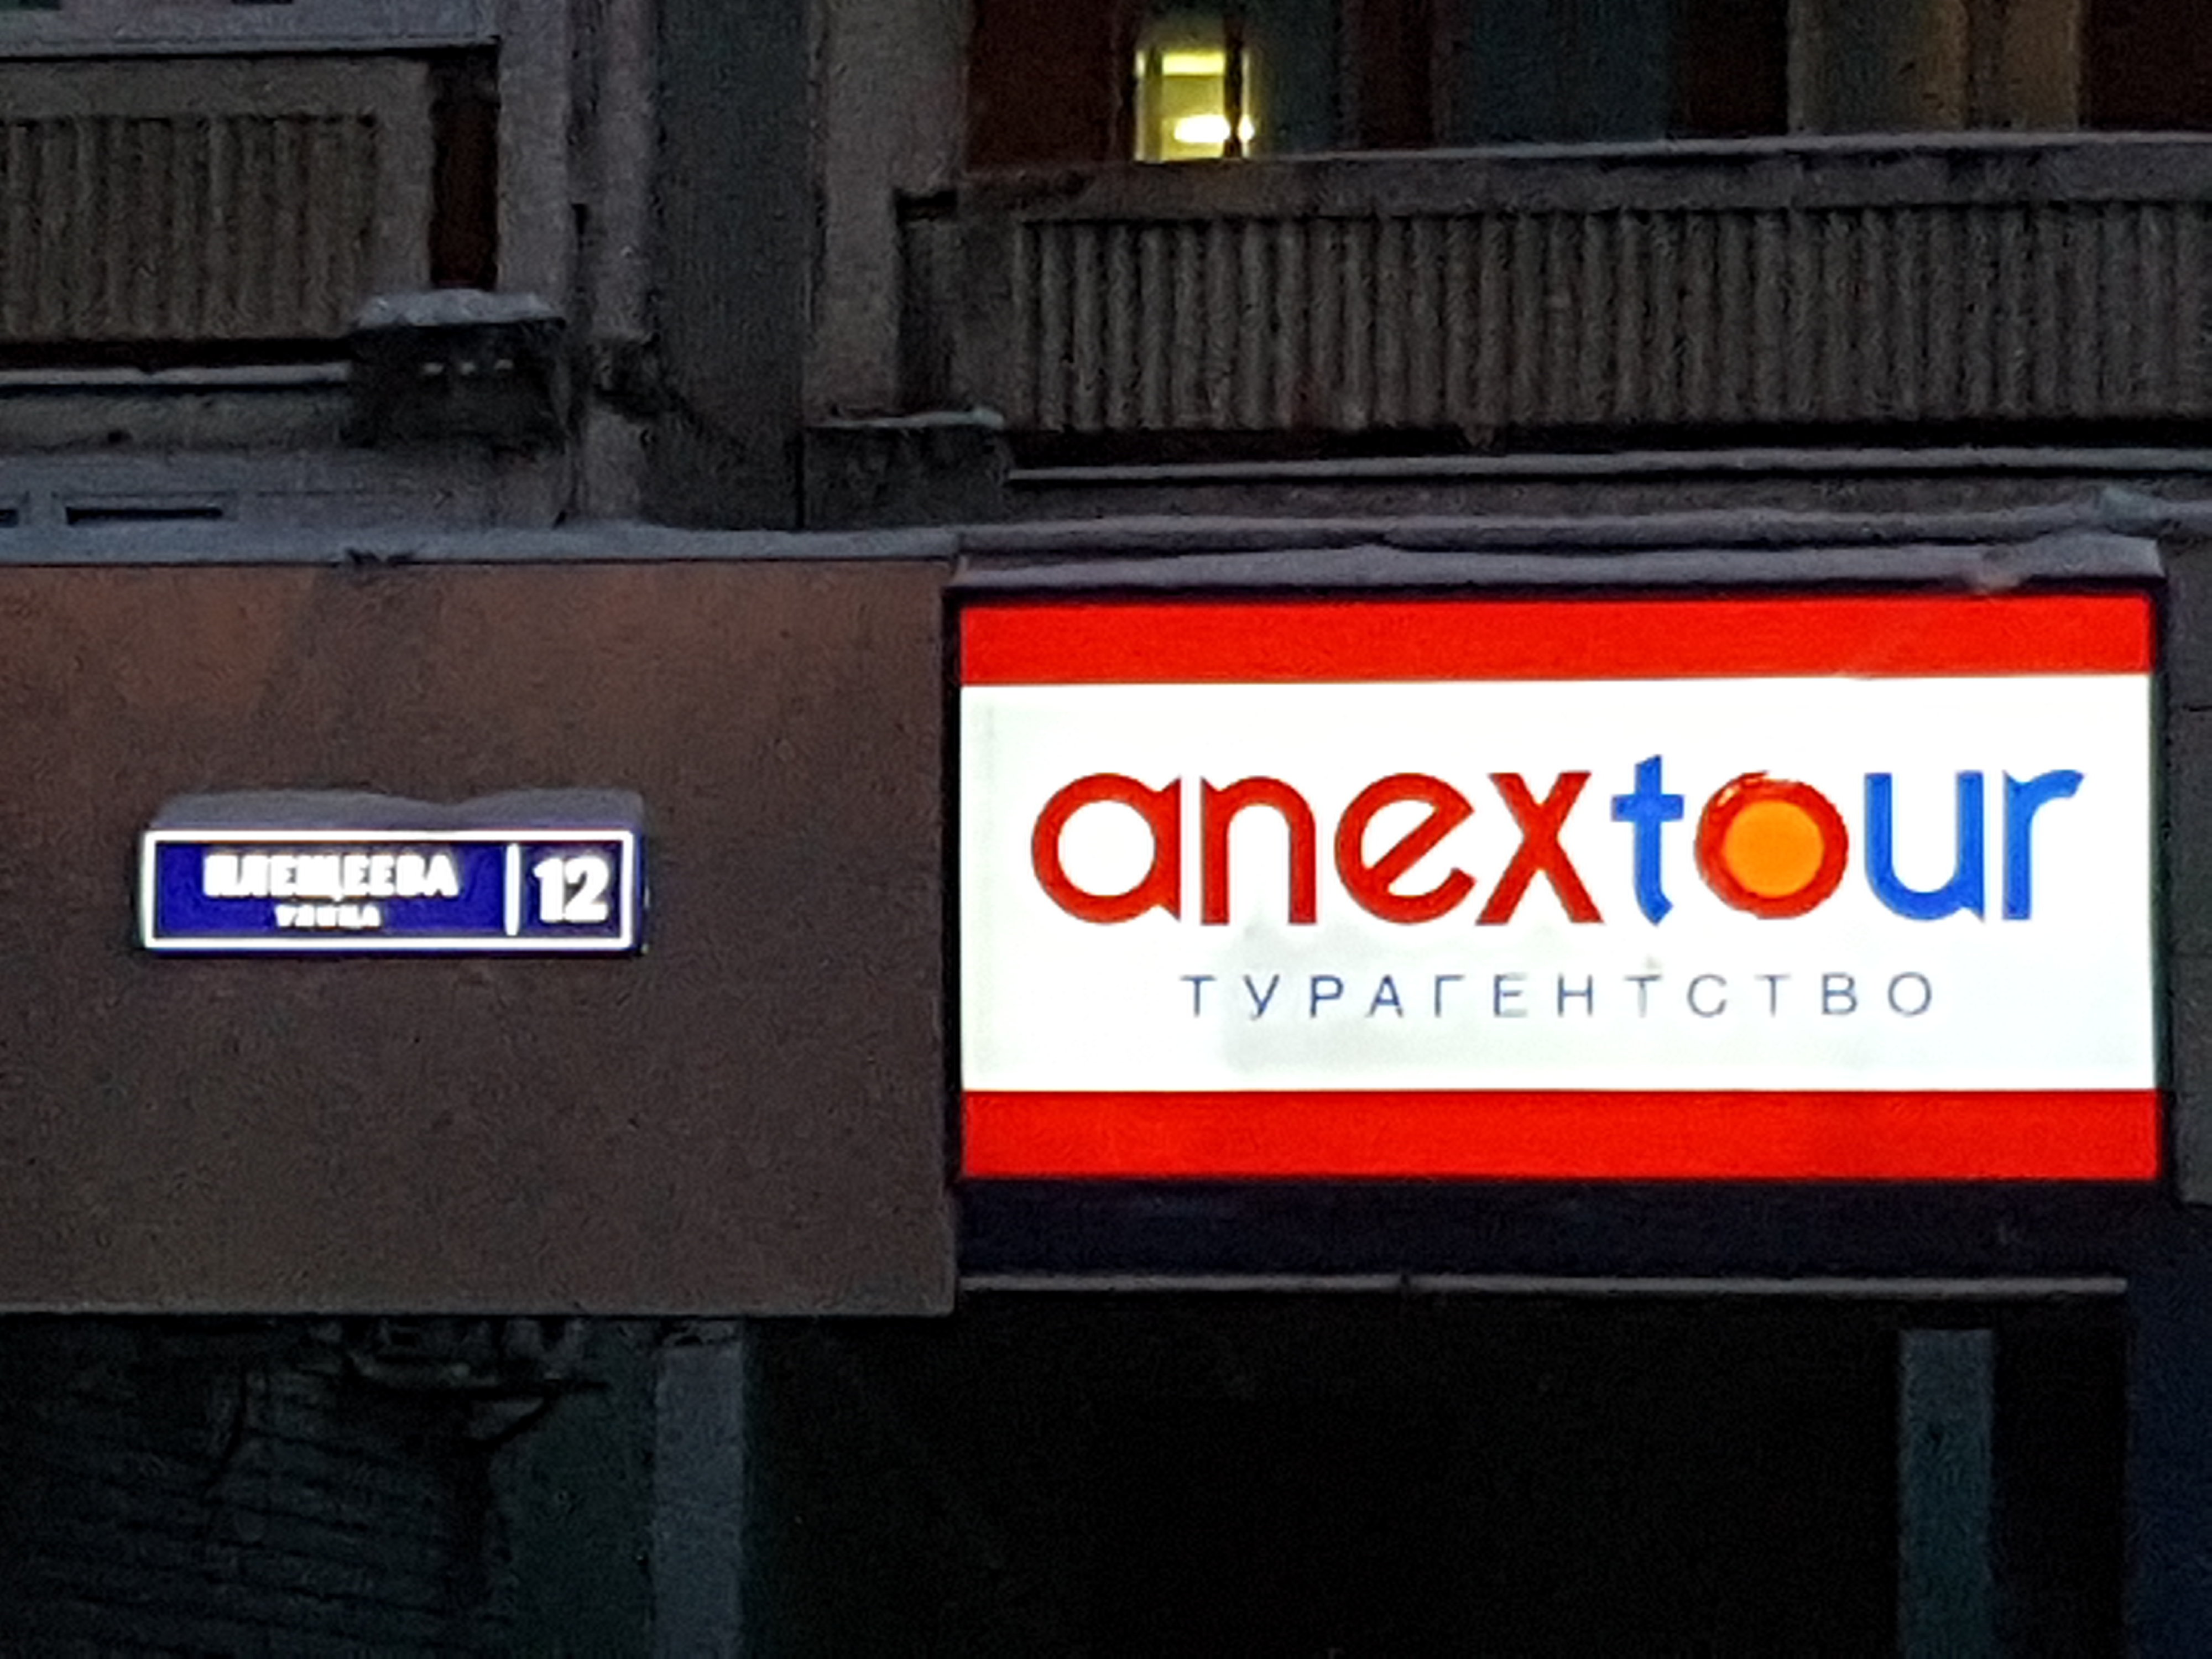 ПЛЕЩЕЕВА
УЛИЦА
12
anextour
ТУРАГЕНТСТВО